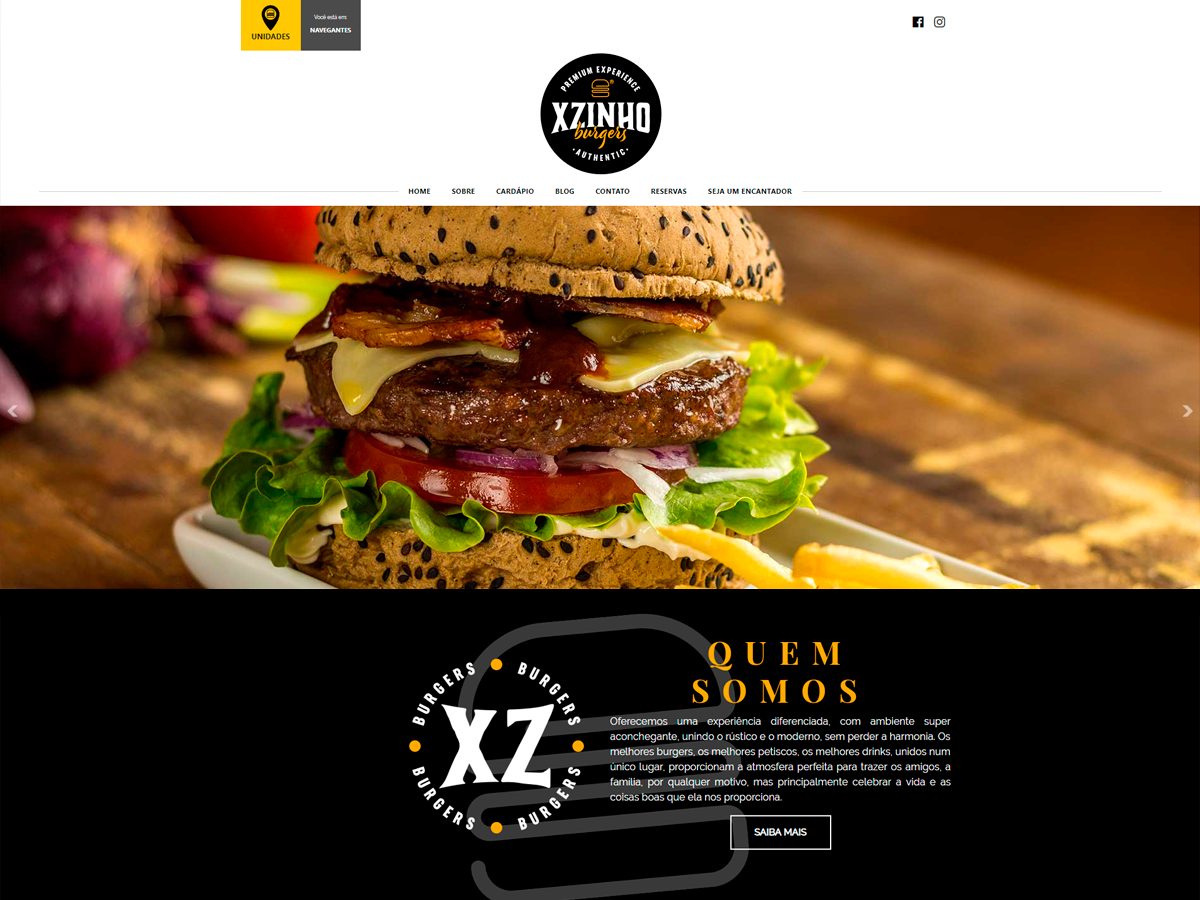 UNIDADES
Você está em:
NAVEGANTES
PREMIUM EXPERIENCE
XZINHO
burgers
• AUTHENTIC •
HOME SOBRE CARDÁPIO BLOG CONTATO RESERVAS SEJA UM ENCANTADOR
BURGERS BURGERS
XZ
BURGERS BURGERS
QUEM
SOMOS
Oferecemos uma experiência diferenciada, com ambiente super
aconchegante, unindo o rústico e o moderno, sem perder a harmonia. Os
melhores burgers, os melhores petiscos, os melhores drinks, unidos num
único lugar, proporcionam a atmosfera perfeita para trazer os amigos, a
família, por qualquer motivo, mas principalmente celebrar a vida e as
coisas boas que ela nos proporciona.
SAIBA MAIS